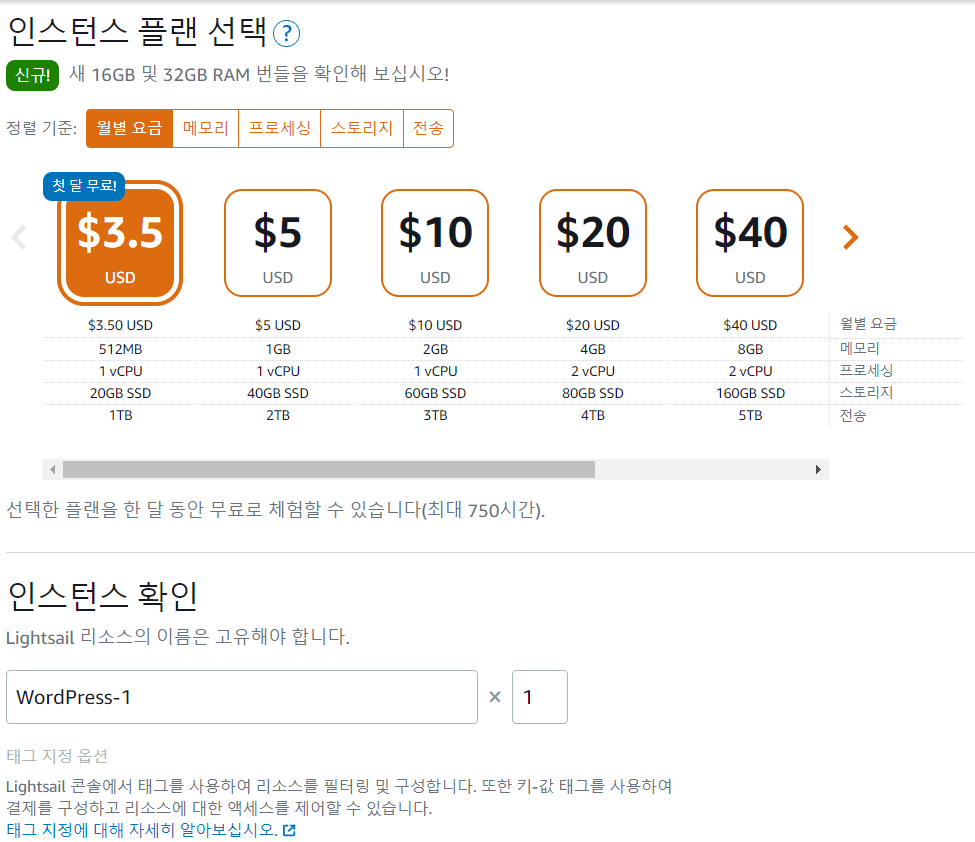 인스턴스 플랜 선택 ?
신규! 새 16GB 및 32GB RAM 번들을 확인해 보십시오!
정렬 기준: 월별 요금 메모리 프로세싱 스토리지 전송
첫 달 무료!
$3.5 $5 $10 $20 $40
USD USD USD USD USD
$3.50 USD $5 USD $10 USD $20 USD $40 USD 월별 요금
512MB 1GB 2GB 4GB 8GB 메모리
1 vCPU 1 vCPU 1 vCPU 2 vCPU 2 vCPU 프로세싱
20GB SSD 40GB SSD 60GB SSD 80GB SSD 160GB SSD 스토리지
1TB 2TB 3TB 4TB 5TB 전송
선택한 플랜을 한 달 동안 무료로 체험할 수 있습니다(최대 750시간).
인스턴스 확인
Lightsail 리소스의 이름은 고유해야 합니다.
WordPress-1 × 1
태그 지정 옵션
Lightsail 콘솔에서 태그를 사용하여 리소스를 필터링 및 구성합니다. 또한 키-값 태그를 사용하여
결제를 구성하고 리소스에 대한 액세스를 제어할 수 있습니다.
태그 지정에 대해 자세히 알아보십시오.